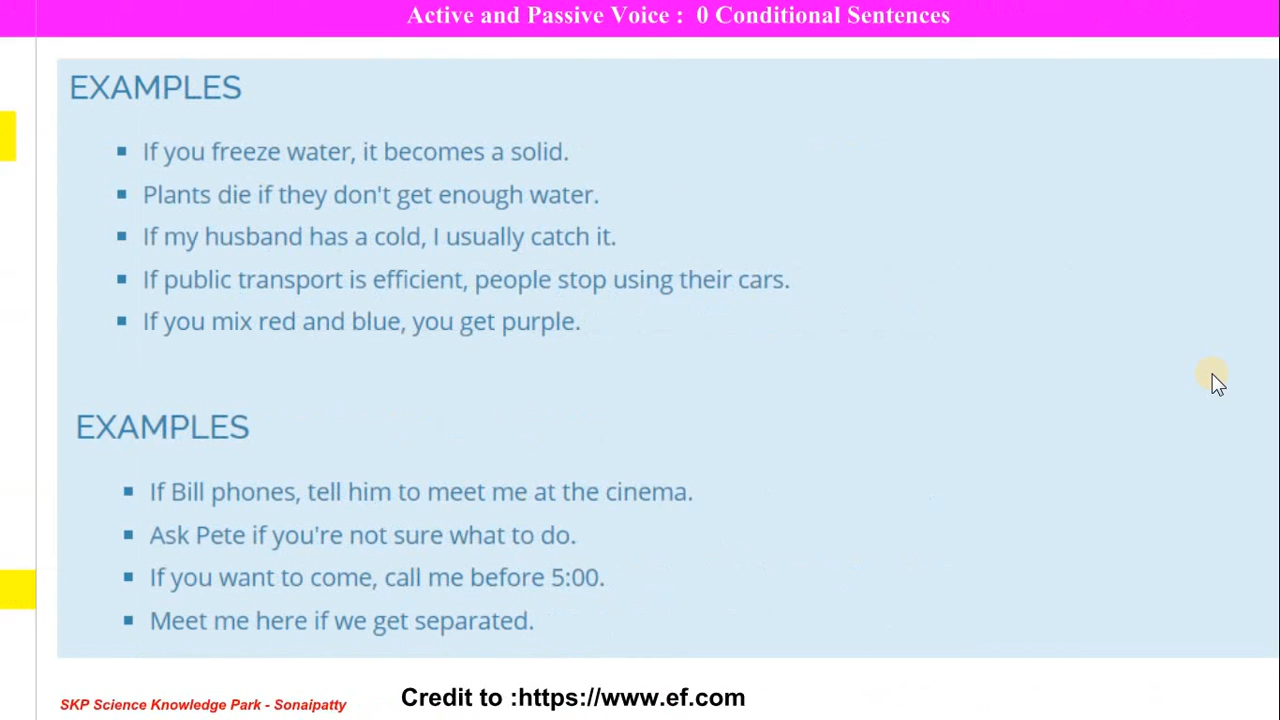 Active and Passive Voice :  0 Conditional Sentences
EXAMPLES
If you freeze water, it becomes a solid.
Plants die if they don't get enough water.
If my husband has a cold, I usually catch it.
If public transport is efficient, people stop using their cars.
If you mix red and blue, you get purple.
EXAMPLES
If Bill phones, tell him to meet me at the cinema.
Ask Pete if you're not sure what to do.
If you want to come, call me before 5:00.
Meet me here if we get separated.
SKP Science Knowledge Park - Sonaipatty
Credit to :https://www.ef.com